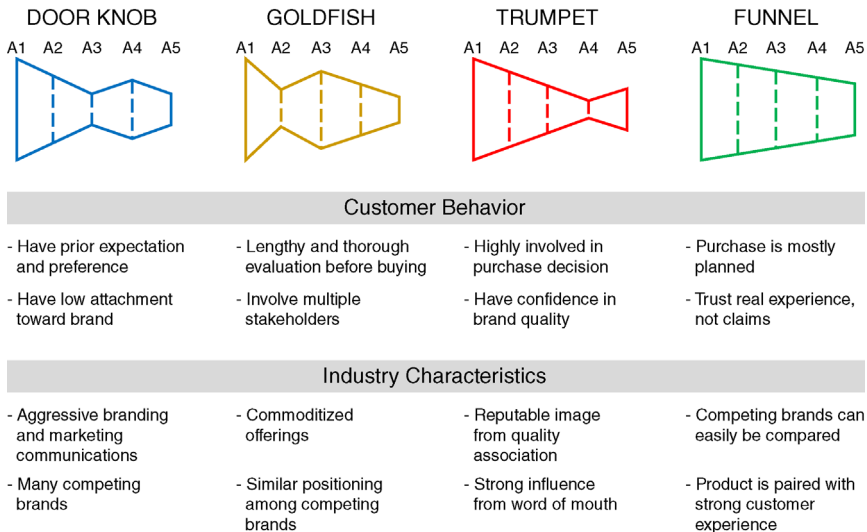 DOOR KNOB
GOLDFISH
TRUMPET
FUNNEL
A1 A2 A3 A4 A5
A1 A2 A3 A4 A5
A1 A2 A3 A4 A5
A1 A2 A3 A4 A5
Customer Behavior
- Have prior expectation
and preference
- Have low attachment
toward brand
- Lengthy and thorough
evaluation before buying
- Involve multiple
stakeholders
- Highly involved in
purchase decision
- Have confidence in
brand quality
- Purchase is mostly
planned
- Trust real experience,
not claims
Industry Characteristics
- Aggressive branding
and marketing
communications
- Many competing
brands
- Commoditized
offerings
- Similar positioning
among competing
brands
- Reputable image
from quality
association
- Strong influence
from word of mouth
- Competing brands can
easily be compared
- Product is paired with
strong customer
experience